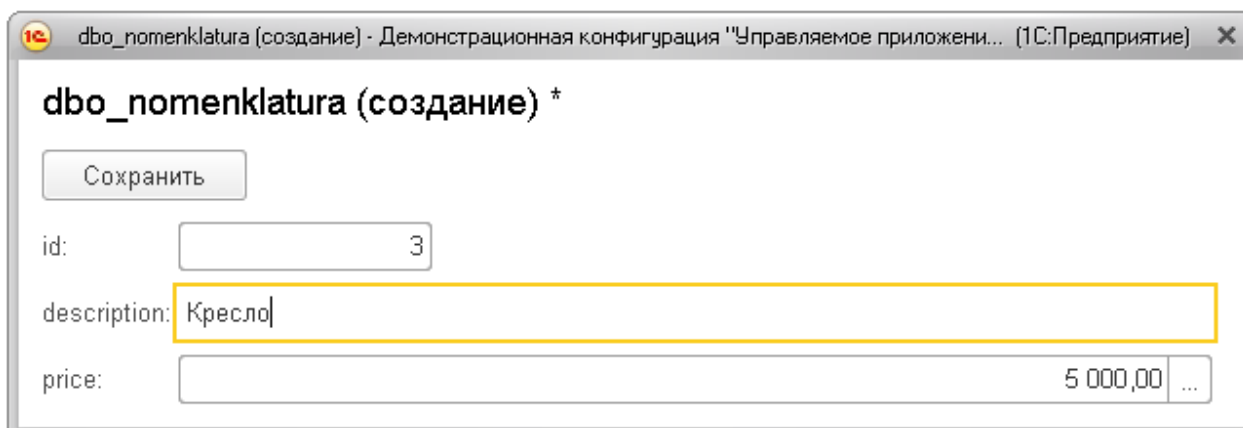 1С dbo_nomenklatura (создание) - Демонстрационная конфигурация "Управляемое приложени... (1С:Предприятие)
dbo_nomenklatura (создание) *
Сохранить
id: 3
description: Кресло
price: 5 000,00 ...